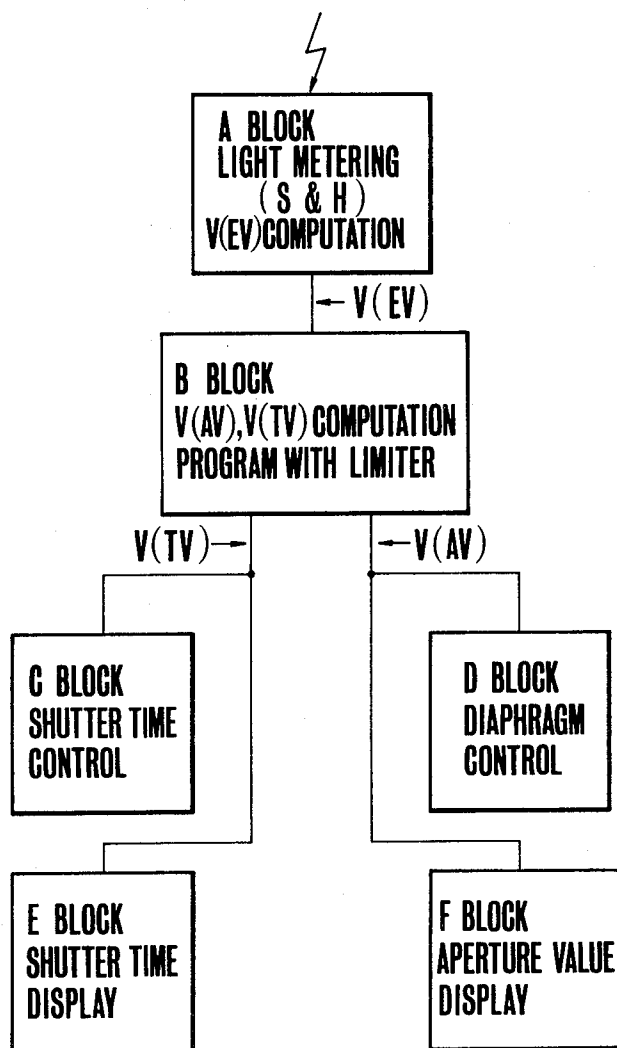 A BLOCK
LIGHT METERING
(S & H)
V(EV)COMPUTATION
V(EV)
B BLOCK
V(AV),V(TV)COMPUTATION
PROGRAM WITH LIMITER
V(TV)
V(AV)
C BLOCK
SHUTTER TIME
CONTROL
D BLOCK
DIAPHRAGM
CONTROL
E BLOCK
SHUTTER TIME
DISPLAY
F BLOCK
APERTURE VALUE
DISPLAY